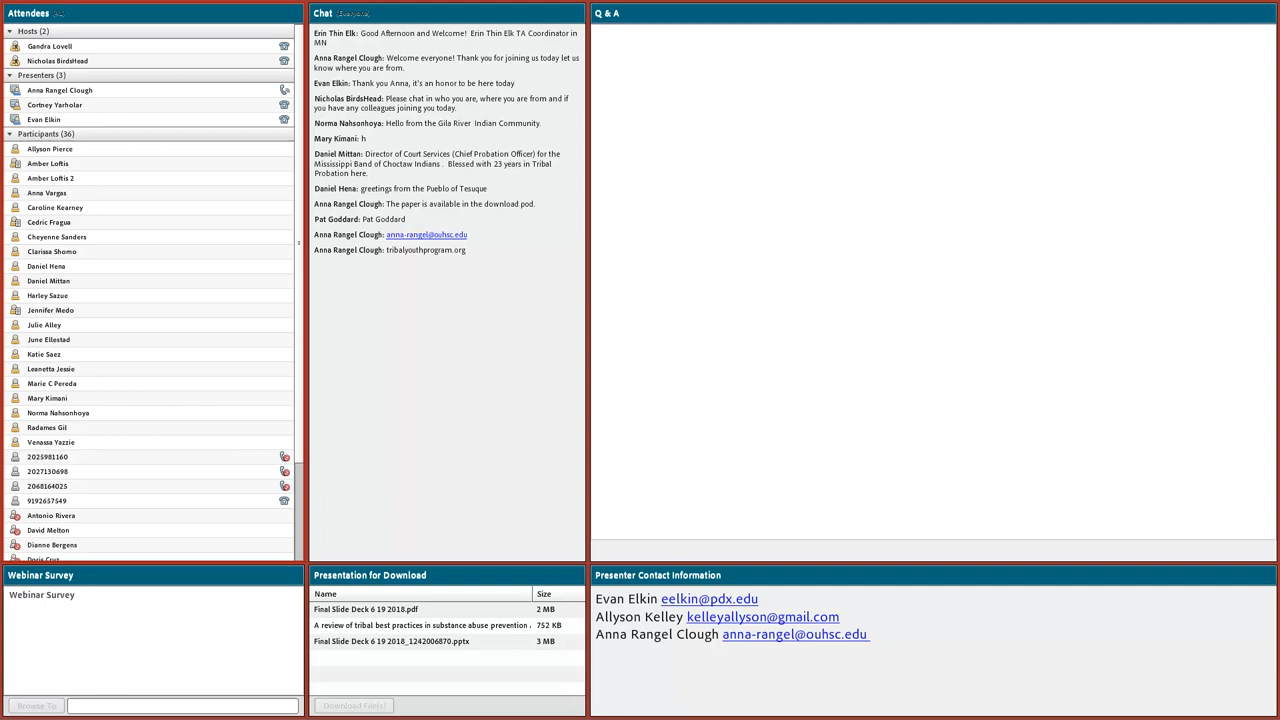 Attendees
Hosts (2)
Gandra Lovell
Nicholas BirdsHead
Presenters (3)
Anna Rangel Clough
Cortney Yarholar
Evan Elkin
Participants (36)
Allyson Pierce
Amber Loftis
Amber Loftis 2
Anna Vargas
Caroline Kearney
Cedric Fragua
Cheyenne Sanders
Clarissa Shomo
Daniel Hena
Daniel Mittan
Harley Sazue
Jennifer Medo
Julie Alley
June Ellestad
Katie Saez
Leanetta Jessie
Marie C Pereda
Mary Kimani
Norma Nahsonhoya
Radames Gil
Venassa Yazzie
2025981160
2027130698
2068164025
9192657549
Antonio Rivera
David Melton
Dianne Bergens
Chat (Everyone)
Erin Thin Elk: Good Afternoon and Welcome! Erin Thin Elk TA Coordinator in
MN
Anna Rangel Clough: Welcome everyone! Thank you for joining us today let us
know where you are from.
Evan Elkin: Thank you Anna, it's an honor to be here today
Nicholas BirdsHead: Please chat in who you are, where you are from and if
you have any colleagues joining you today.
Norma Nahsonhoya: Hello from the Gila River Indian Community.
Mary Kimani: h
Daniel Mittan: Director of Court Services (Chief Probation Officer) for the
Mississippi Band of Choctaw Indians . Blessed with 23 years in Tribal
Probation here.
Daniel Hena: greetings from the Pueblo of Tesuque
Anna Rangel Clough: The paper is available in the download pod.
Pat Goddard: Pat Goddard
Anna Rangel Clough: anna-rangel@ouhsc.edu
Anna Rangel Clough: tribalyouthprogram.org
Q & A
Webinar Survey
Webinar Survey
Browse To
Presentation for Download
Name Size
Final Slide Deck 6 19 2018.pdf 2 MB
A review of tribal best practices in substance abuse prevention . 752 KB
Final Slide Deck 6 19 2018_1242006870.pptx 3 MB
Download File(s)
Presenter Contact Information
Evan Elkin eelkin@pdx.edu
Allyson Kelley kelleyallyson@gmail.com
Anna Rangel Clough anna-rangel@ouhsc.edu